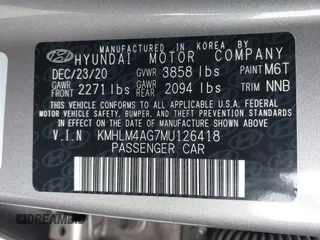 MANUFACTURED IN KOREA BY
HYUNDAI MOTOR COMPANY
DEC/23/20 GVWR 3858 lbs PAINT M6T
GAWR FRONT 2271 lbs GAWR REAR 2094 lbs TRIM NNB
THIS VEHICLE CONFORMS TO ALL APPLICABLE U.S.A FEDERAL
MOTOR VEHICLE SAFETY, BUMPER, AND THEFT PREVENTION
STANDARDS IN EFFECT ON THE DATE OF MANUFACTURE SHOWN ABOVE.
V.I.N KMHLM4AG7MU126418
PASSENGER CAR